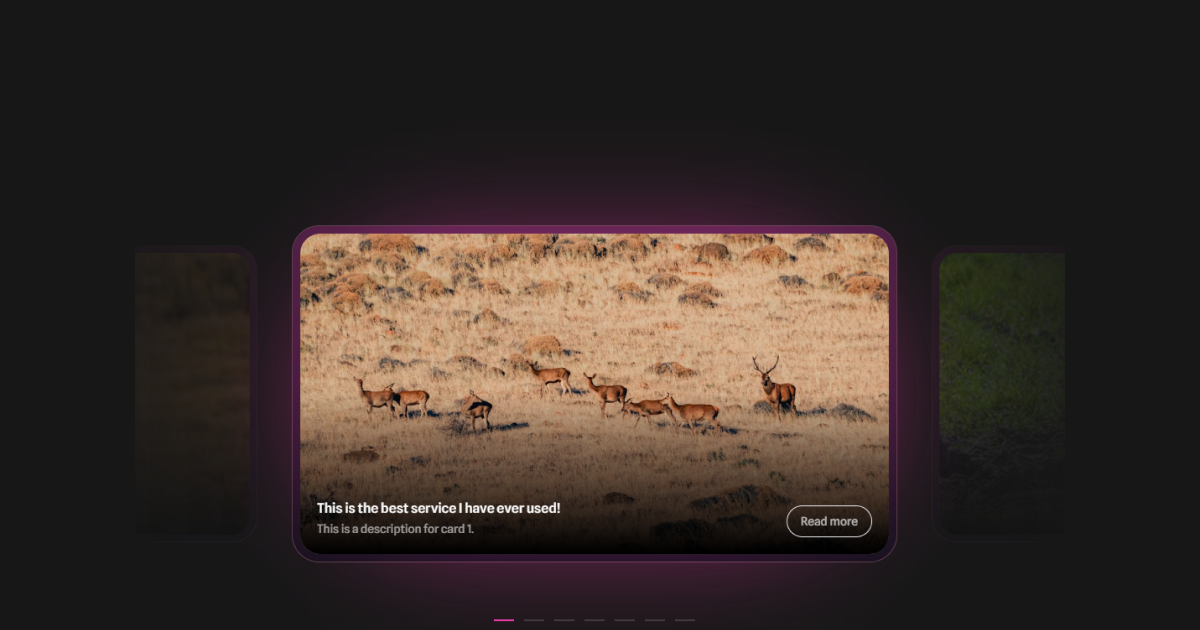 This is the best service I have ever used!
This is a description for card 1.
Read more